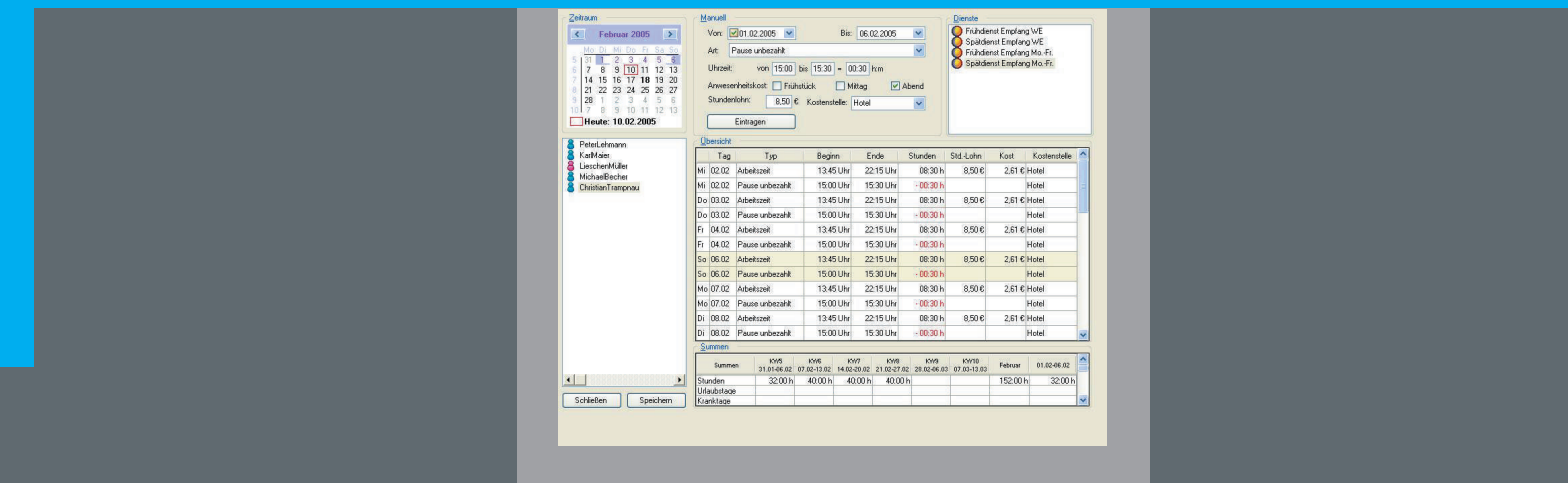 Zeitraum
Februar 2005
Mo Di Mi Do Fr Sa So
5 31 1 2 3 4 5 6
6 7 8 9 10 11 12 13
7 14 15 16 17 18 19 20
8 21 22 23 24 25 26 27
9 28 1 2 3 4 5 6
10 7 8 9 10 11 12 13
Heute: 10.02.2005
PeterLehmann
KarlMaier
LieschenMüller
MichaelBecher
ChristianTrampnau
Schließen Speichern
Manuell
Von: 01.02.2005 Bis: 06.02.2005
Art: Pause unbezahlt
Uhrzeit: von 15:00 bis 15:30 = 00:30 h:m
Anwesenheitskost: Frühstück Mittag Abend
Stundenlohn: 8,50 € Kostenstelle: Hotel
Eintragen
Dienste
Frühdienst Empfang WE
Spätdienst Empfang WE
Frühdienst Empfang Mo.-Fr.
Spätdienst Empfang Mo.-Fr.
Übersicht
Tag Typ Beginn Ende Stunden Std.-Lohn Kost Kostenstelle
Mi 02.02 Arbeitszeit 13:45 Uhr 22:15 Uhr 08:30 h 8,50 € 2,61 € Hotel
Mi 02.02 Pause unbezahlt 15:00 Uhr 15:30 Uhr - 00:30 h Hotel
Do 03.02 Arbeitszeit 13:45 Uhr 22:15 Uhr 08:30 h 8,50 € 2,61 € Hotel
Do 03.02 Pause unbezahlt 15:00 Uhr 15:30 Uhr - 00:30 h Hotel
Fr 04.02 Arbeitszeit 13:45 Uhr 22:15 Uhr 08:30 h 8,50 € 2,61 € Hotel
Fr 04.02 Pause unbezahlt 15:00 Uhr 15:30 Uhr - 00:30 h Hotel
So 06.02 Arbeitszeit 13:45 Uhr 22:15 Uhr 08:30 h 8,50 € 2,61 € Hotel
So 06.02 Pause unbezahlt 15:00 Uhr 15:30 Uhr - 00:30 h Hotel
Mo 07.02 Arbeitszeit 13:45 Uhr 22:15 Uhr 08:30 h 8,50 € 2,61 € Hotel
Mo 07.02 Pause unbezahlt 15:00 Uhr 15:30 Uhr - 00:30 h Hotel
Di 08.02 Arbeitszeit 13:45 Uhr 22:15 Uhr 08:30 h 8,50 € 2,61 € Hotel
Di 08.02 Pause unbezahlt 15:00 Uhr 15:30 Uhr - 00:30 h Hotel
Summen
Summen KW5 KW6 KW7 KW8 KW9 KW10 Februar 01.02-06.02
31.01-06.02 07.02-13.02 14.02-20.02 21.02-27.02 28.02-06.03 07.03-13.03
Stunden 32:00 h 40:00 h 40:00 h 40:00 h 152:00 h 32:00 h
Urlaubstage
Kranktage